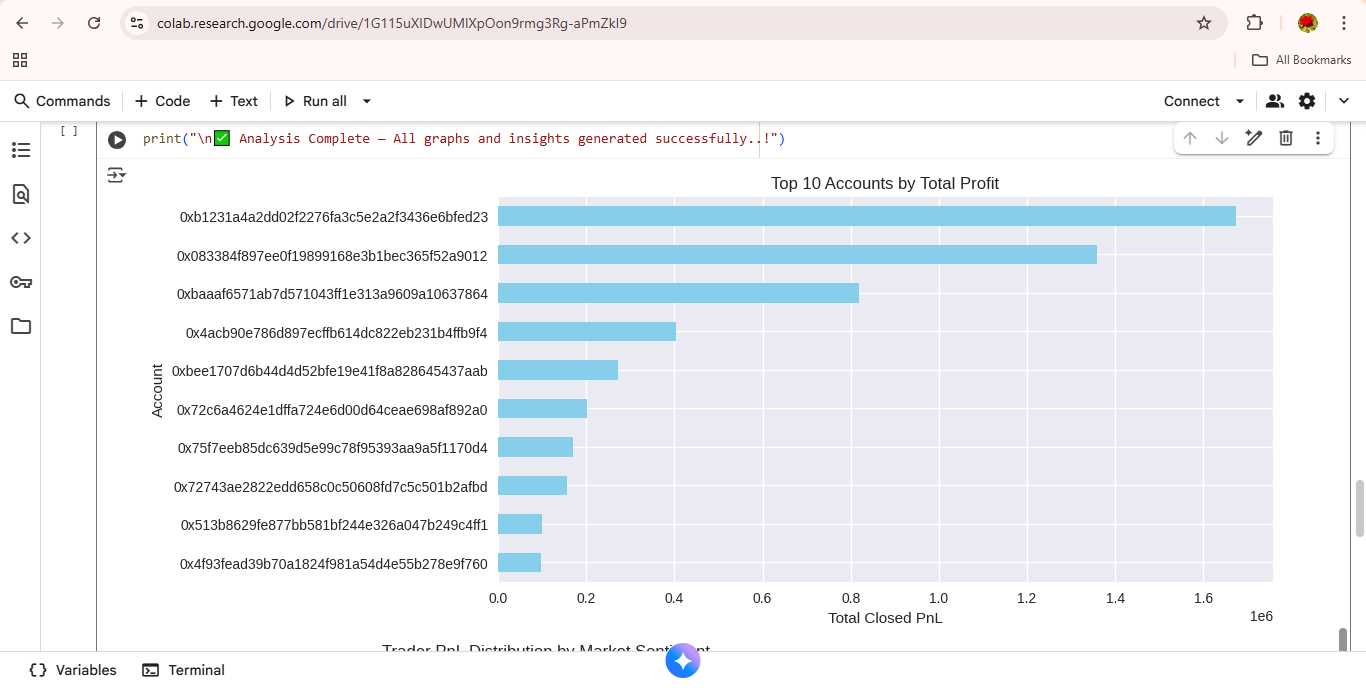 colab.research.google.com/drive/1G115uXIDwUMlXpOon9rmg3Rg-aPmZkI9
All Bookmarks
Commands + Code + Text Run all Connect
[ ]
print("\n✅ Analysis Complete — All graphs and insights generated successfully..!")
Top 10 Accounts by Total Profit
0xb1231a4a2dd02f2276fa3c5e2a2f3436e6bfed23
0x083384f897ee0f19899168e3b1bec365f52a9012
0xbaaaf6571ab7d571043ff1e313a9609a10637864
0x4acb90e786d897ecffb614dc822eb231b4ffb9f4
0xbee1707d6b44d4d52bfe19e41f8a828645437aab
0x72c6a4624e1dffa724e6d00d64ceae698af892a0
0x75f7eeb85dc639d5e99c78f95393aa9a5f1170d4
0x72743ae2822edd658c0c50608fd7c5c501b2afbd
0x513b8629fe877bb581bf244e326a047b249c4ff1
0x4f93fead39b70a1824f981a54d4e55b278e9f760
Account
0.0 0.2 0.4 0.6 0.8 1.0 1.2 1.4 1.6
1e6
Total Closed PnL
Trader PnL Distribution by Market Sentiment
Variables Terminal